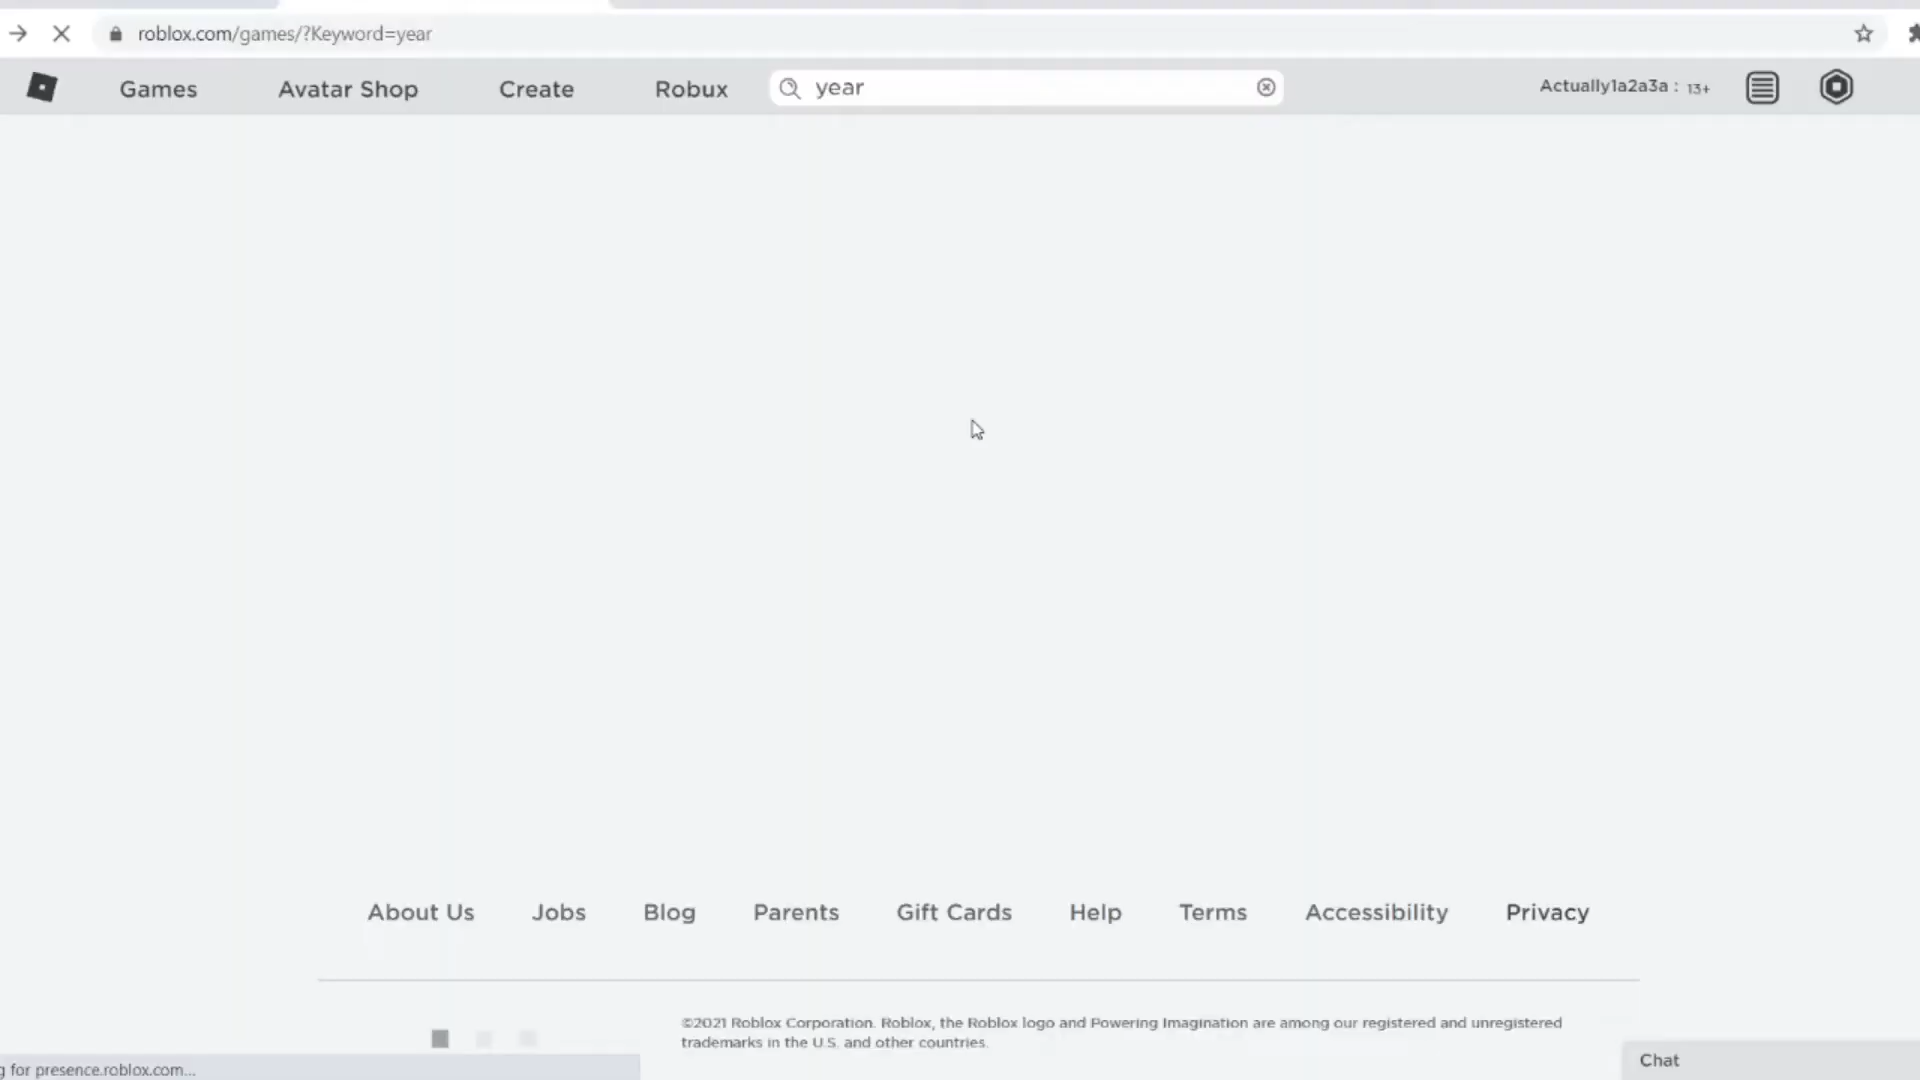 roblox.com/games/?Keyword=year
Games Avatar Shop Create Robux year Actually1a2a3a : 13+
About Us Jobs Blog Parents Gift Cards Help Terms Accessibility Privacy
©2021 Roblox Corporation. Roblox, the Roblox logo and Powering Imagination are among our registered and unregistered
trademarks in the U.S. and other countries.
Chat
g for presence.roblox.com...